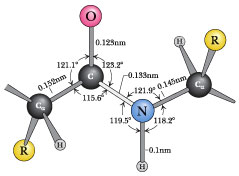 O
0.123nm
H
R
121.1°
C
123.2°
0.133nm
121.9°
0.145nm
0.152nm
115.6°
Cα
Cα
N
119.5°
118.2°
R
H
0.1nm
H